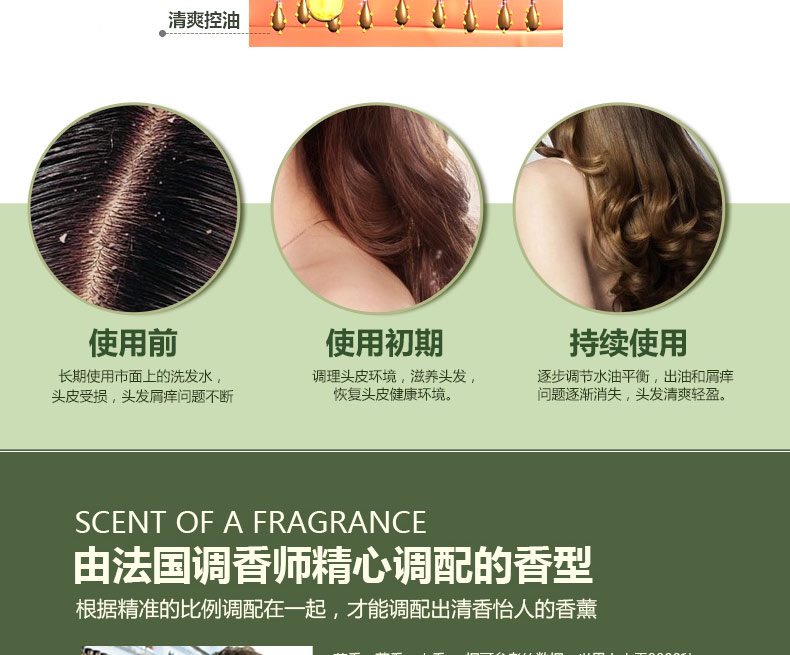 清爽控油
使用前
长期使用市面上的洗发水，
头皮受损，头发屑痒问题不断
使用初期
调理头皮环境，滋养头发，
恢复头皮健康环境。
持续使用
逐步调节水油平衡，出油和屑痒
问题逐渐消失，头发清爽轻盈。
SCENT OF A FRAGRANCE
由法国调香师精心调配的香型
根据精准的比例调配在一起，才能调配出清香怡人的香薰